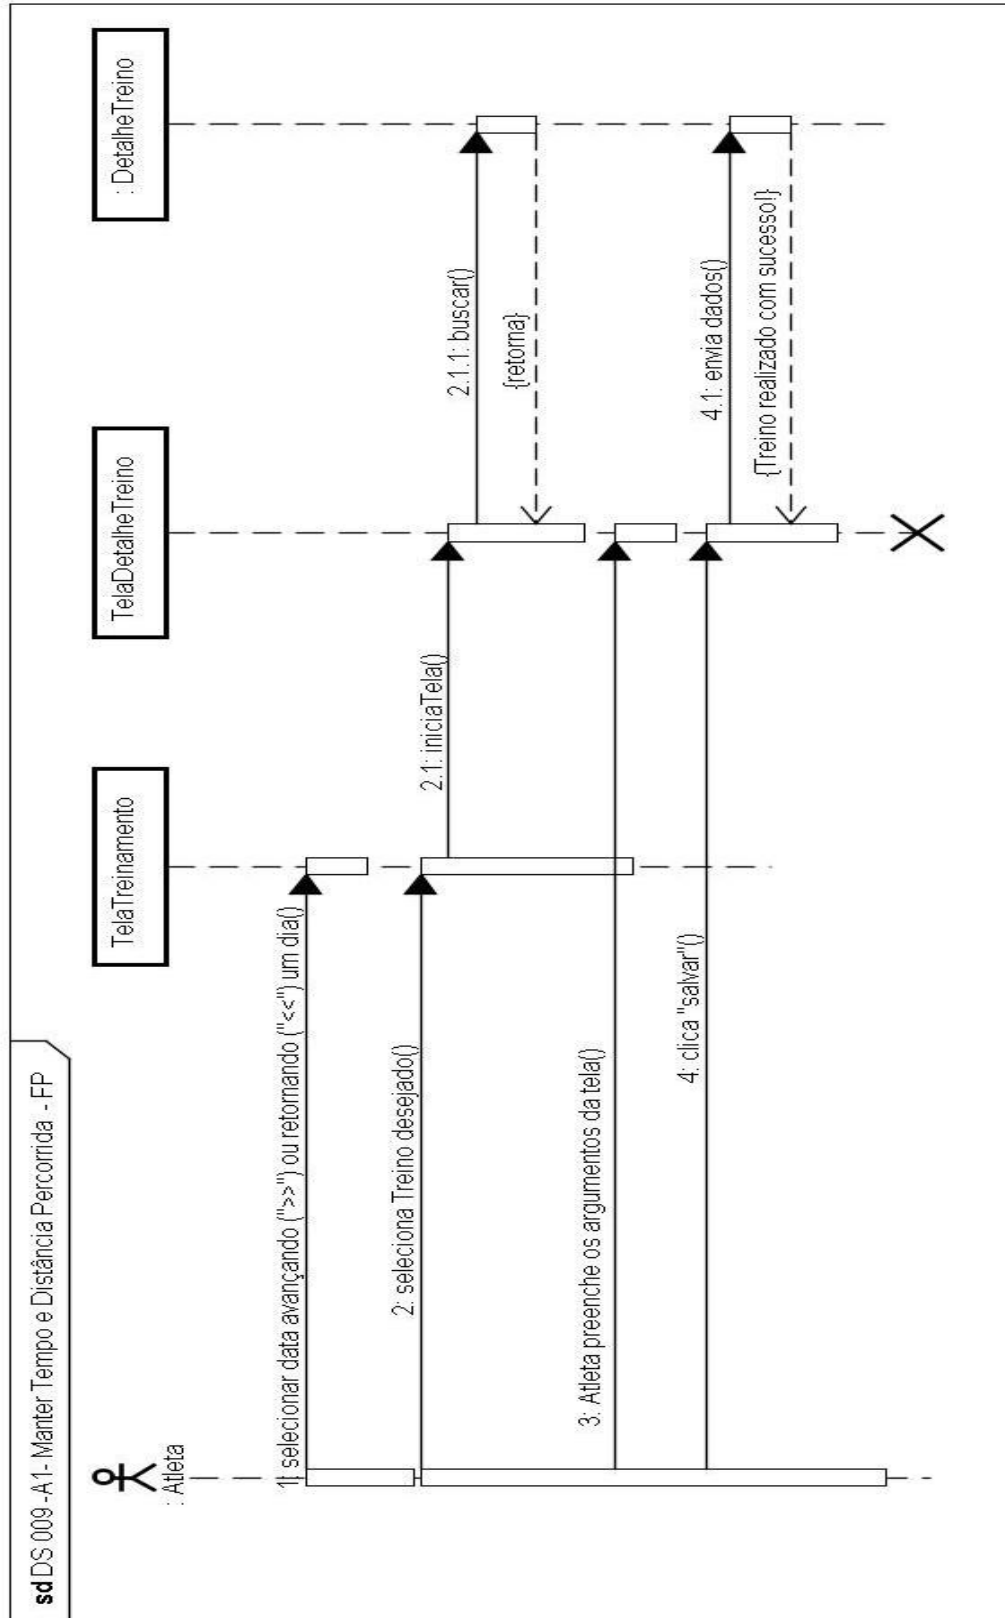 sd DS 009 -A1- Manter Tempo e Distância Percorrida - FP
: Atleta
TelaTreinamento
TelaDetalheTreino
: DetalheTreino
1: selecionar data avançando (">>") ou retornando ("<<") um dia()
2: seleciona Treino desejado()
2.1: iniciaTela()
2.1.1: buscar()
{retorna}
3: Atleta preenche os argumentos da tela()
4: clica "salvar"()
4.1: envia dados()
{Treino realizado com sucesso!}